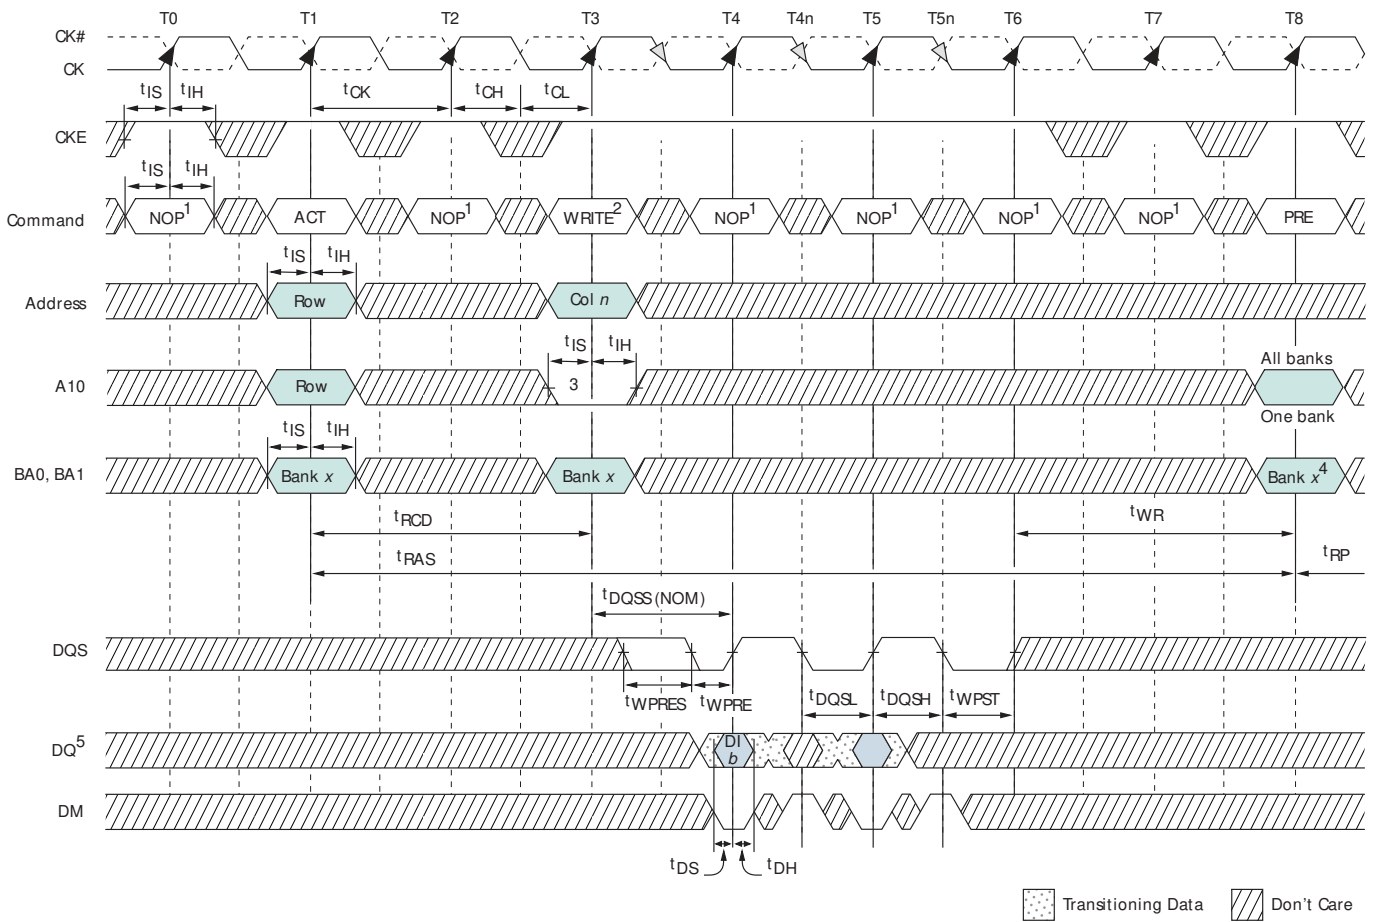 T0 T1 T2 T3 T4 T4n T5 T5n T6 T7 T8
CK#
CK
tIS tIH tCK tCH tCL
CKE
tIS tIH
Command NOP1 ACT NOP1 WRITE2 NOP1 NOP1 NOP1 NOP1 PRE
tIS tIH
Address Row Col n
tIS tIH
All banks
A10 Row 3
One bank
tIS tIH
BA0, BA1 Bank x Bank x Bank x4
tRCD tWR
tRAS tRP
tDQSS (NOM)
DQS
tWPRES tWPRE tDQSL tDQSH tWPST
DQ5 DI
b
DM
tDS tDH
Transitioning Data Don't Care